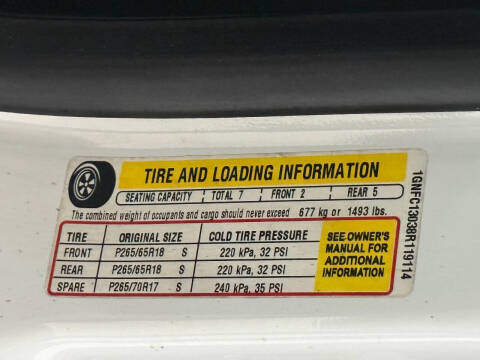 TIRE AND LOADING INFORMATION
SEATING CAPACITY TOTAL 7 FRONT 2 REAR 5
The combined weight of occupants and cargo should never exceed 677 kg or 1493 lbs.
TIRE ORIGINAL SIZE COLD TIRE PRESSURE
FRONT P265/65R18 S 220 kPa, 32 PSI
REAR P265/65R18 S 220 kPa, 32 PSI
SPARE P265/70R17 S 240 kPa, 35 PSI
SEE OWNER'S
MANUAL FOR
ADDITIONAL
INFORMATION
1GNFC13038R119114